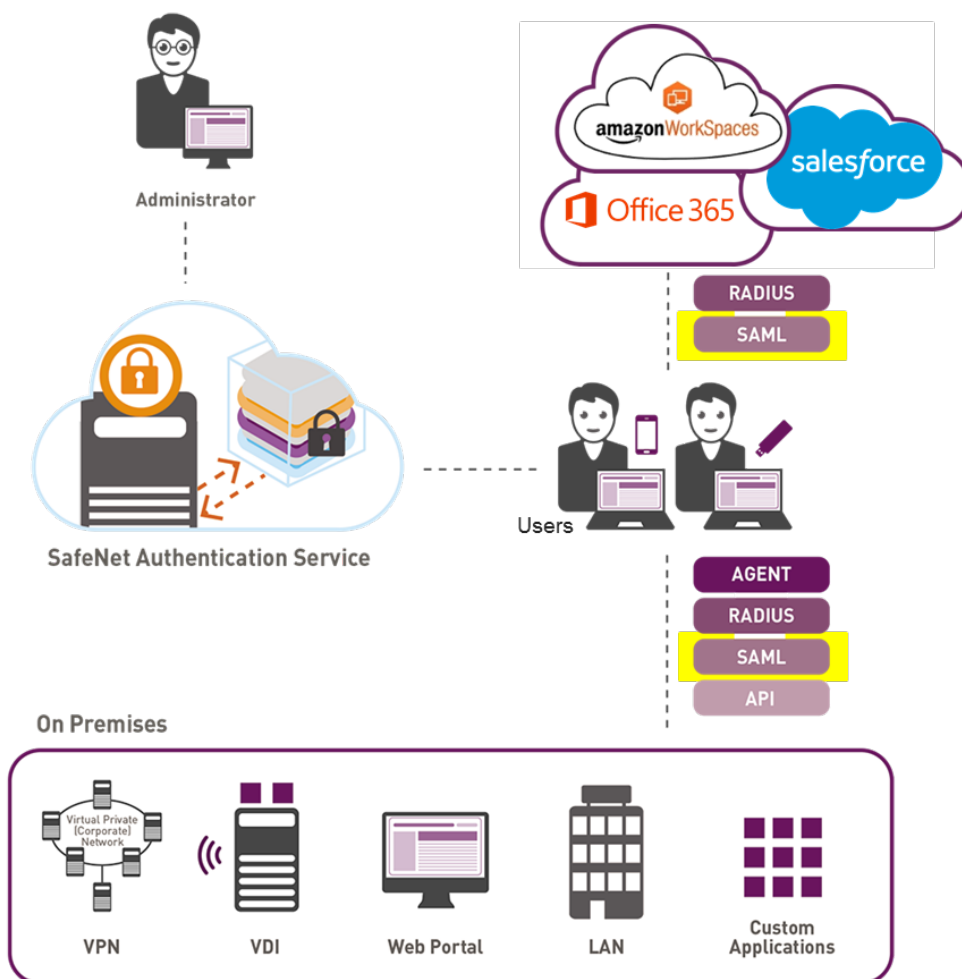 Administrator
amazon WorkSpaces
salesforce
Office 365
RADIUS
SAML
Users
SafeNet Authentication Service
AGENT
RADIUS
SAML
API
On Premises
Virtual Private
(Corporate)
Network
VPN
VDI
Web Portal
LAN
Custom
Applications